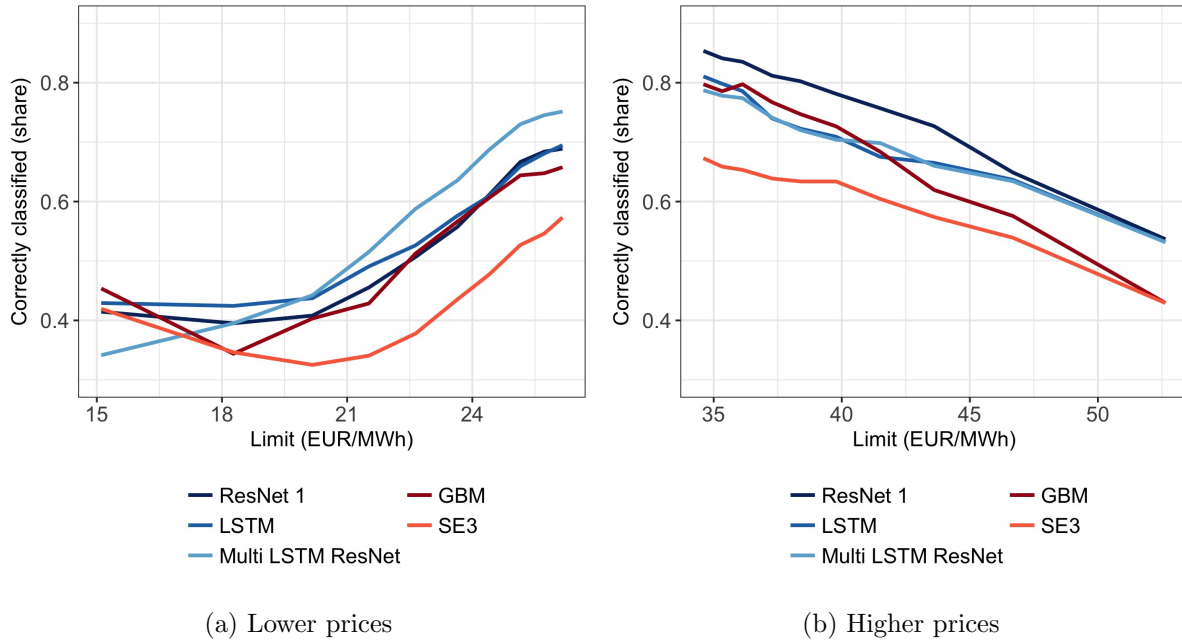 Correctly classified (share)
0.8
0.6
0.4
15 18 21 24
Limit (EUR/MWh)
ResNet 1 GBM
LSTM SE3
Multi LSTM ResNet
(a) Lower prices
Correctly classified (share)
0.8
0.6
0.4
35 40 45 50
Limit (EUR/MWh)
ResNet 1 GBM
LSTM SE3
Multi LSTM ResNet
(b) Higher prices